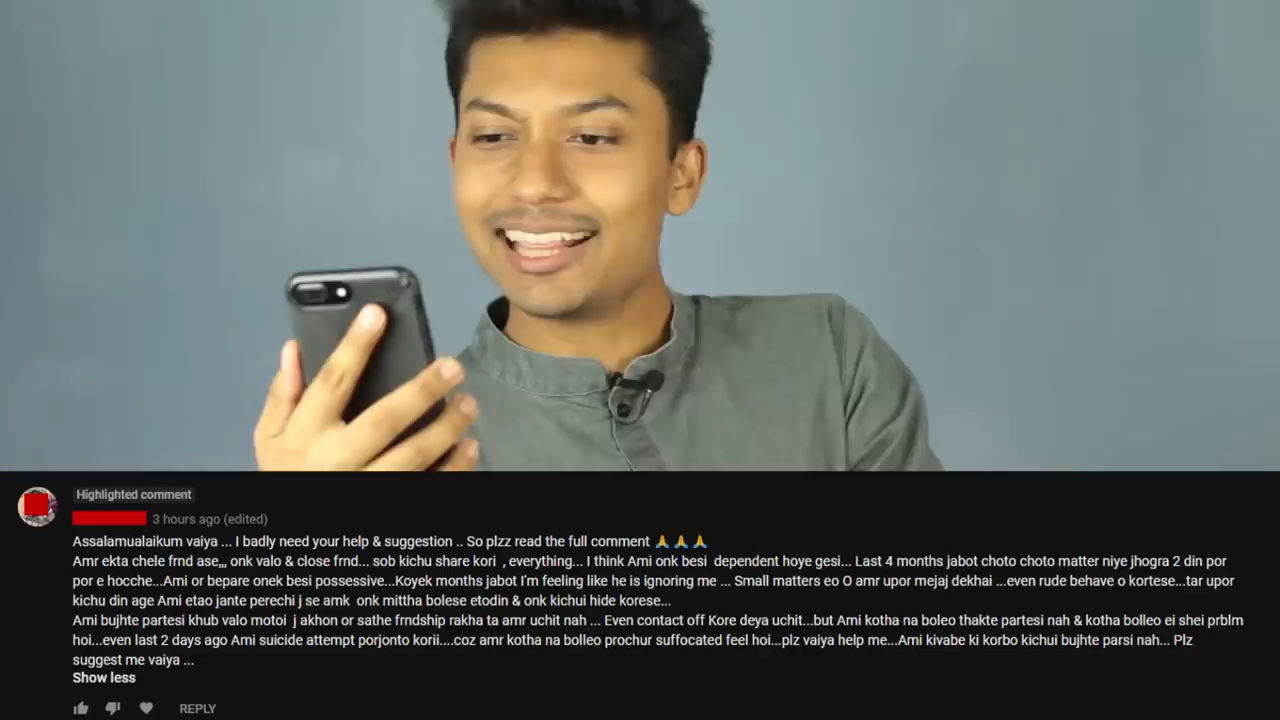 Highlighted comment
3 hours ago (edited)
Assalamualaikum vaiya ... I badly need your help & suggestion .. So plzz read the full comment 🙏 🙏 🙏
Amr ekta chele frnd ase,,, onk valo & close frnd... sob kichu share kori , everything... I think Ami onk besi dependent hoye gesi... Last 4 months jabot choto choto matter niye jhogra 2 din por
por e hocche...Ami or bepare onek besi possessive...Koyek months jabot I'm feeling like he is ignoring me ... Small matters eo O amr upor mejaj dekhai ...even rude behave o kortese...tar upor
kichu din age Ami etao jante perechi j se amk onk mittha bolese etodin & onk kichui hide korese...
Ami bujhte partesi khub valo motoi j akhon or sathe frndship rakha ta amr uchit nah ... Even contact off Kore deya uchit...but Ami kotha na boleo thakte partesi nah & kotha bolleo ei shei prblm
hoi...even last 2 days ago Ami suicide attempt porjonto korii....coz amr kotha na bolleo prochur suffocated feel hoi...plz vaiya help me...Ami kivabe ki korbo kichui bujhte parsi nah... Plz
suggest me vaiya ...
Show less
REPLY